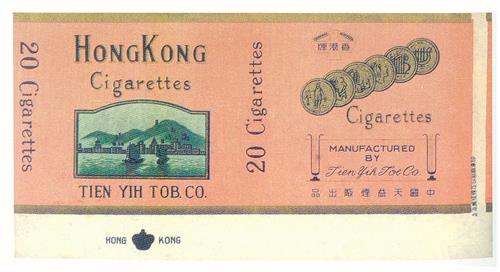 20 Cigarettes
HONGKONG
Cigarettes
TIEN YIH TOB. CO.
20 Cigarettes
牌港香
Cigarettes
MANUFACTURED
BY
Tien Yih Tob Co.
品出廠煙益天國中
HONG KONG